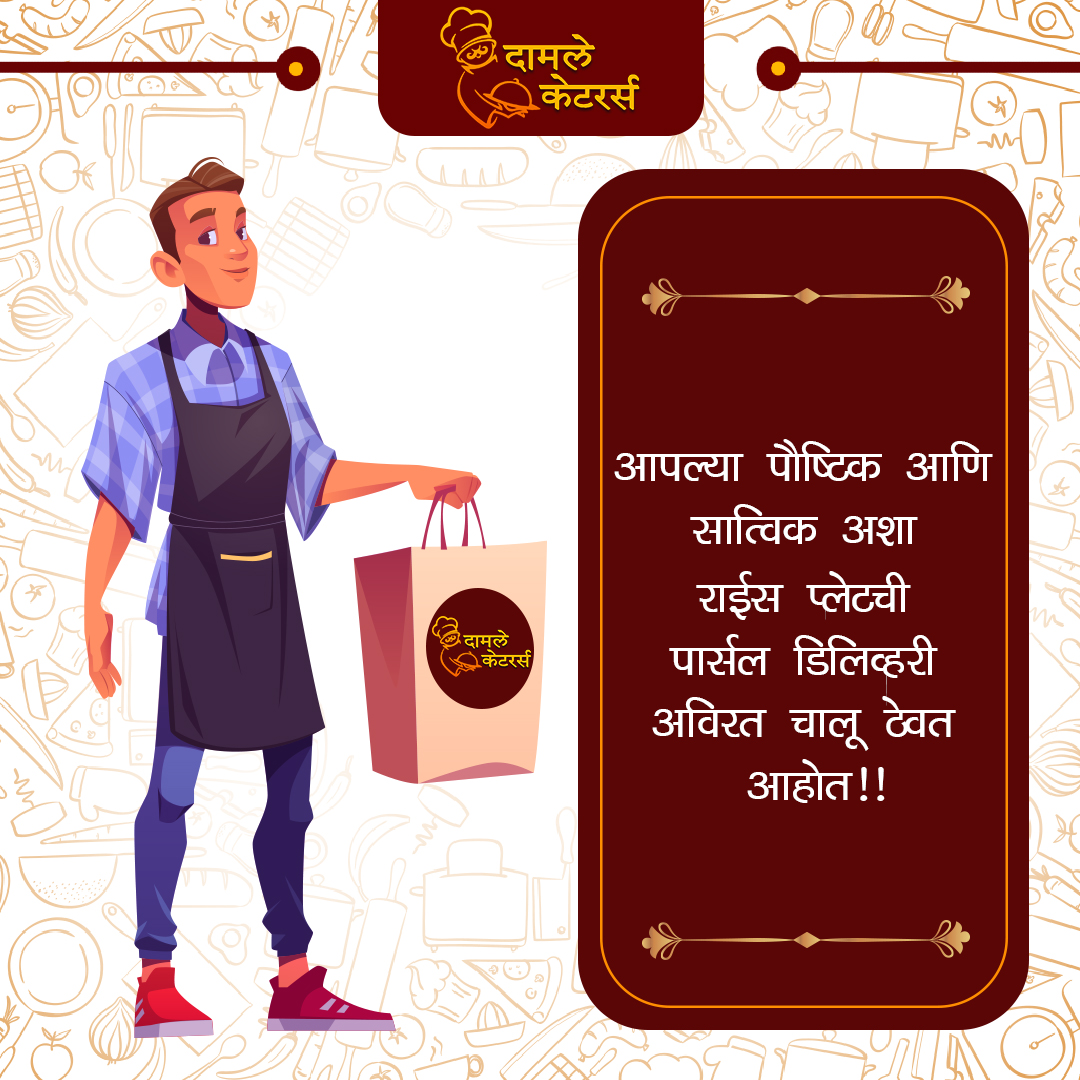 दामले
केटरर्स
आपल्या पौष्टिक आणि
सात्विक अशा
राईस प्लेटची
पार्सल डिलिव्हरी
अविरत चालू ठेवत
आहोत!!
दामले
केटरर्स